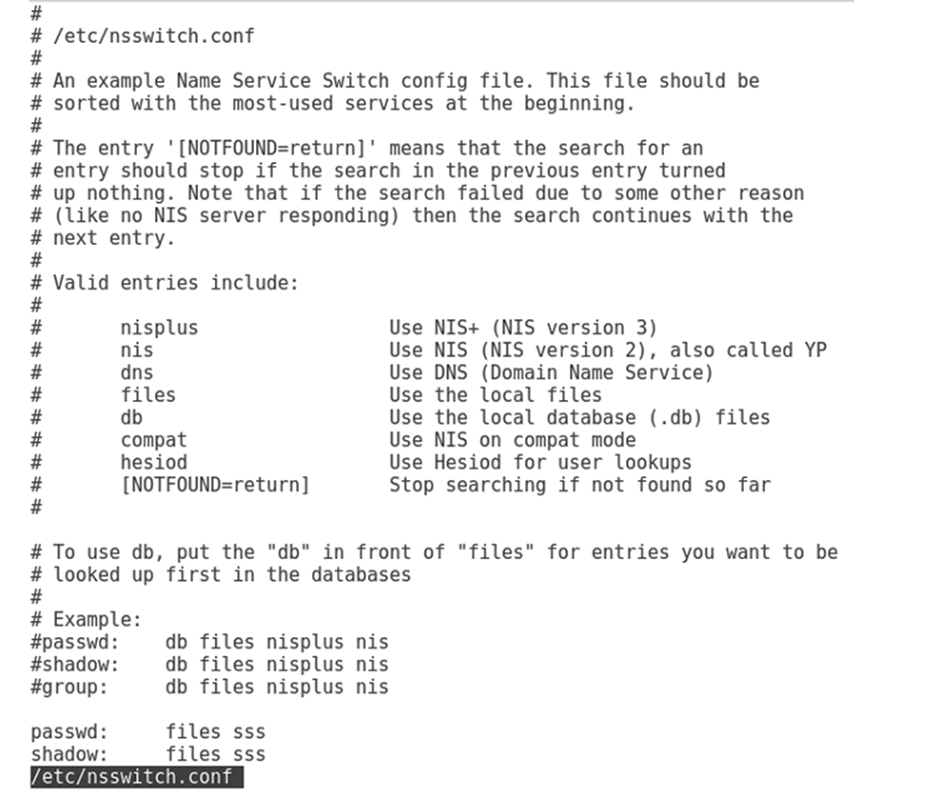 #
# /etc/nsswitch.conf
#
# An example Name Service Switch config file. This file should be
# sorted with the most-used services at the beginning.
#
# The entry '[NOTFOUND=return]' means that the search for an
# entry should stop if the search in the previous entry turned
# up nothing. Note that if the search failed due to some other reason
# (like no NIS server responding) then the search continues with the
# next entry.
#
# Valid entries include:
#
#       nisplus                 Use NIS+ (NIS version 3)
#       nis                     Use NIS (NIS version 2), also called YP
#       dns                     Use DNS (Domain Name Service)
#       files                   Use the local files
#       db                      Use the local database (.db) files
#       compat                  Use NIS on compat mode
#       hesiod                  Use Hesiod for user lookups
#       [NOTFOUND=return]       Stop searching if not found so far
#

# To use db, put the "db" in front of "files" for entries you want to be
# looked up first in the databases
#
# Example:
#passwd:    db files nisplus nis
#shadow:    db files nisplus nis
#group:     db files nisplus nis

passwd:     files sss
shadow:     files sss
/etc/nsswitch.conf